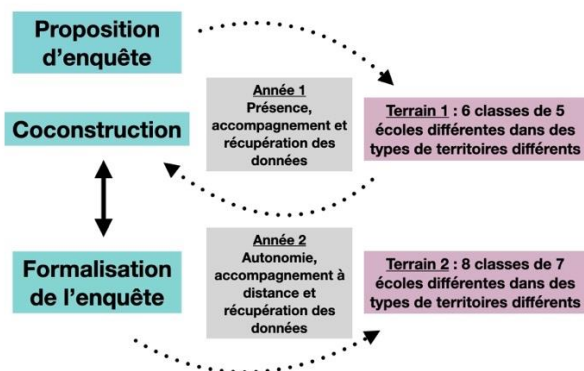 Proposition
d'enquête
Année 1
Présence,
accompagnement et
récupération des
données
Terrain 1 : 6 classes de 5
écoles différentes dans des
types de territoires différents
Coconstruction
Formalisation
de l'enquête
Année 2
Autonomie,
accompagnement à
distance et
récupération des
données
Terrain 2 : 8 classes de 7
écoles différentes dans des
types de territoires différents